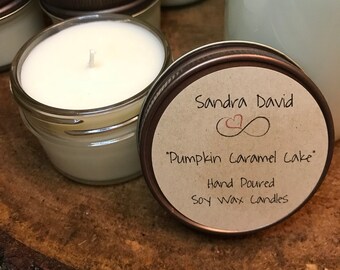 Sandra David
"Pumpkin Caramel Cake"
Hand Poured
Soy Wax Candles